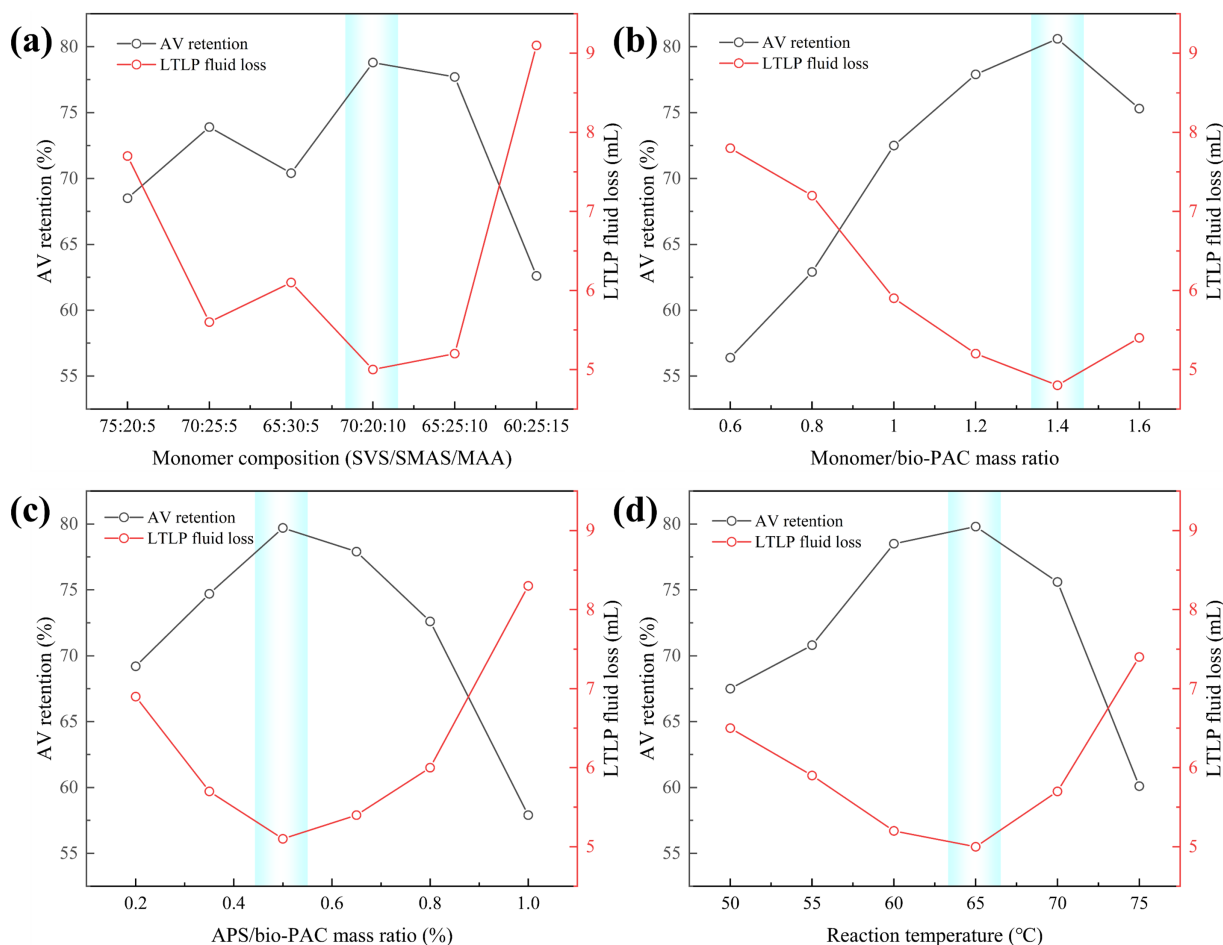 (a)
AV retention
LTLP fluid loss
80
75
70
65
60
55
AV retention (%)
9
8
7
6
5
LTLP fluid loss (mL)
75:20:5 70:25:5 65:30:5 70:20:10 65:25:10 60:25:15
Monomer composition (SVS/SMAS/MAA)
(b)
AV retention
LTLP fluid loss
80
75
70
65
60
55
AV retention (%)
9
8
7
6
5
LTLP fluid loss (mL)
0.6 0.8 1 1.2 1.4 1.6
Monomer/bio-PAC mass ratio
(c)
AV retention
LTLP fluid loss
80
75
70
65
60
55
AV retention (%)
9
8
7
6
5
LTLP fluid loss (mL)
0.2 0.4 0.6 0.8 1.0
APS/bio-PAC mass ratio (%)
(d)
AV retention
LTLP fluid loss
80
75
70
65
60
55
AV retention (%)
9
8
7
6
5
LTLP fluid loss (mL)
50 55 60 65 70 75
Reaction temperature (℃)